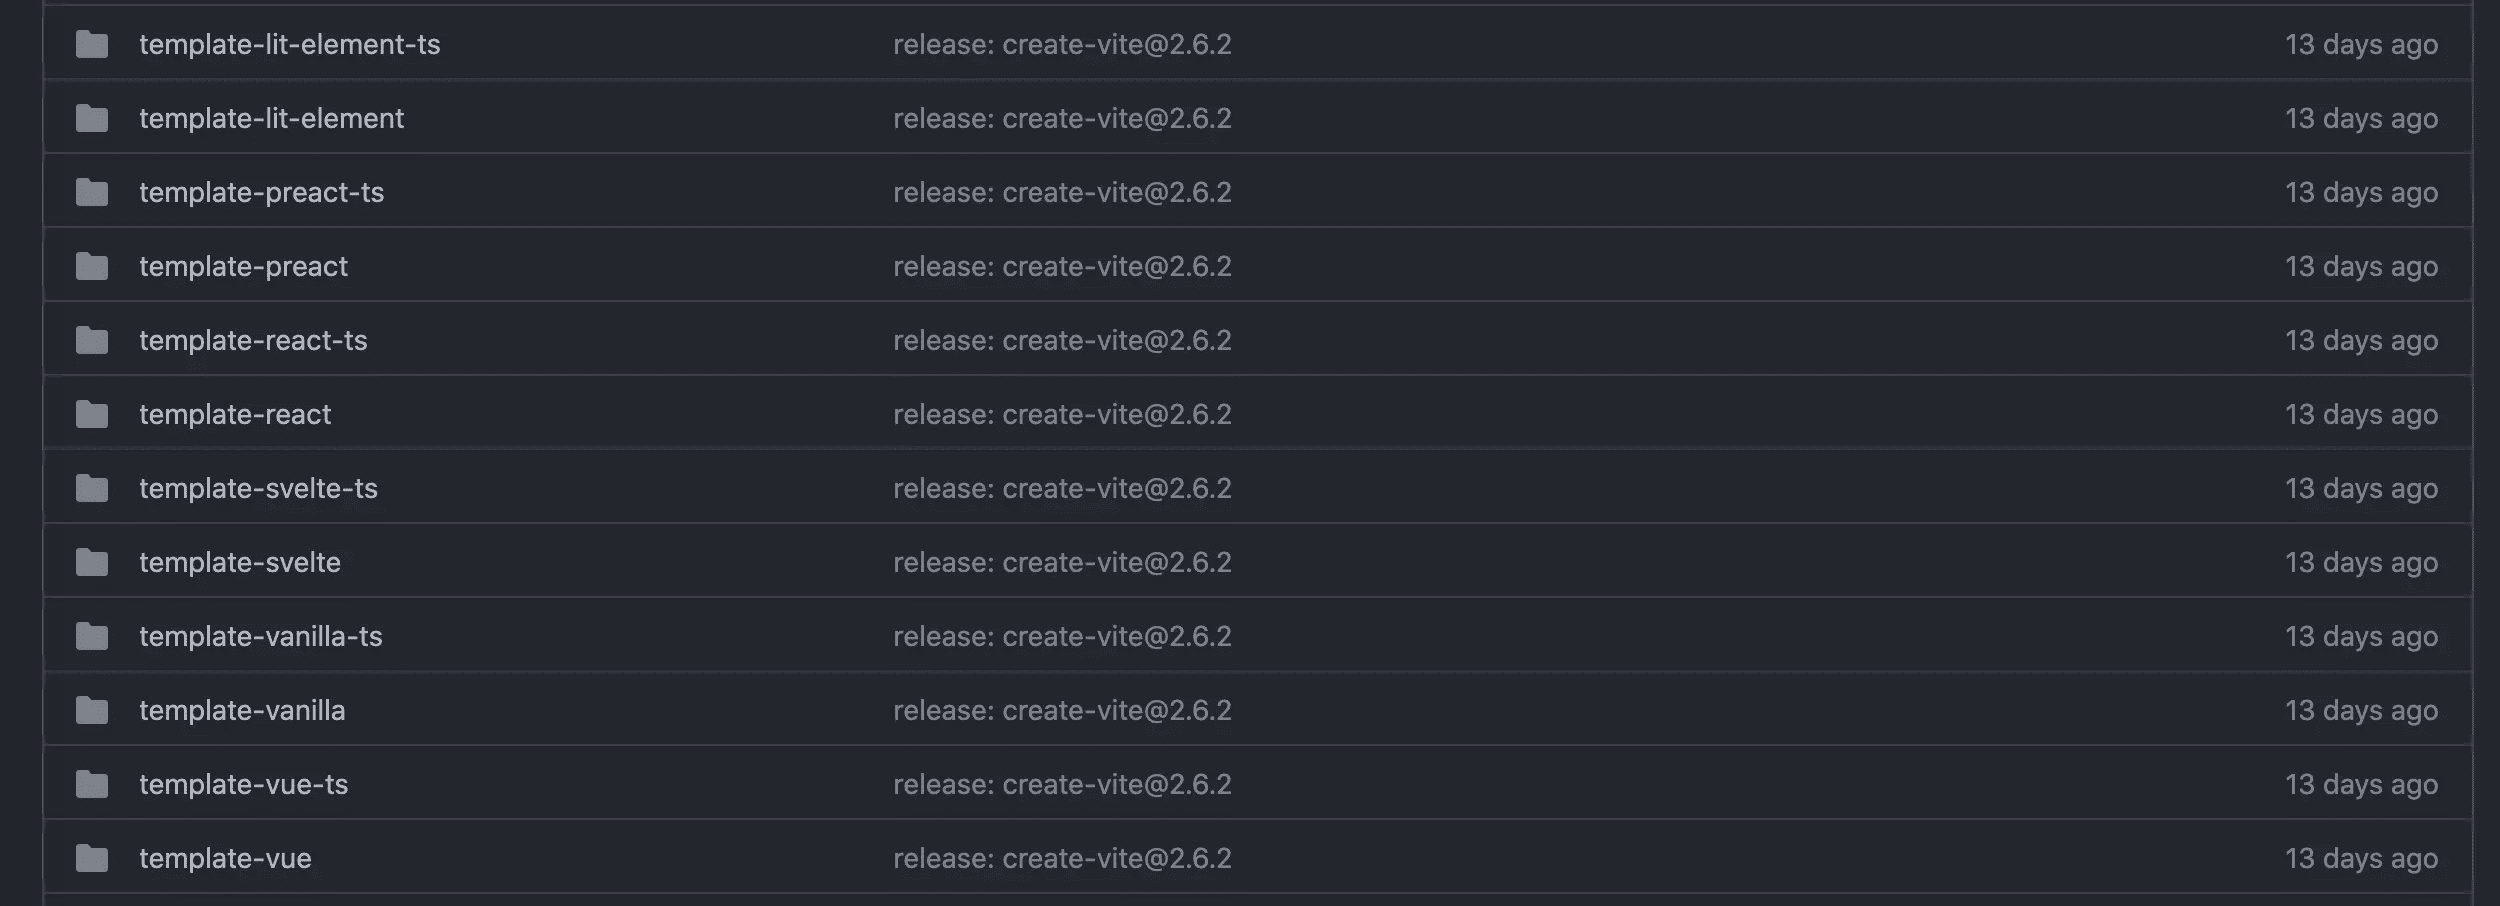 template-lit-element-ts release: create-vite@2.6.2 13 days ago
template-lit-element release: create-vite@2.6.2 13 days ago
template-preact-ts release: create-vite@2.6.2 13 days ago
template-preact release: create-vite@2.6.2 13 days ago
template-react-ts release: create-vite@2.6.2 13 days ago
template-react release: create-vite@2.6.2 13 days ago
template-svelte-ts release: create-vite@2.6.2 13 days ago
template-svelte release: create-vite@2.6.2 13 days ago
template-vanilla-ts release: create-vite@2.6.2 13 days ago
template-vanilla release: create-vite@2.6.2 13 days ago
template-vue-ts release: create-vite@2.6.2 13 days ago
template-vue release: create-vite@2.6.2 13 days ago